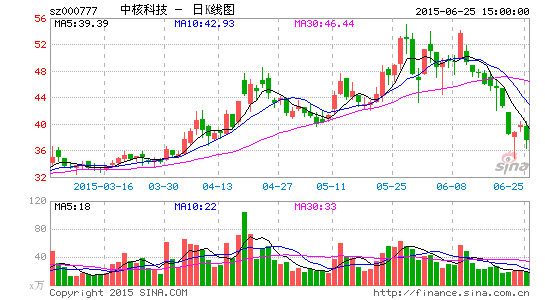 sz000777 中核科技 － 日K线图 2015-06-25 15:00:00
MA5:39.39 MA10:42.93 MA30:46.44
56
52
48
44
40
36
32
2015-03-16 03-30 04-13 04-27 05-11 05-25 06-08 06-25
sina
MA5:18 MA10:22 MA30:33
120
80
40
x万
Copyright 2015 SINA.COM http://finance.sina.com.cn